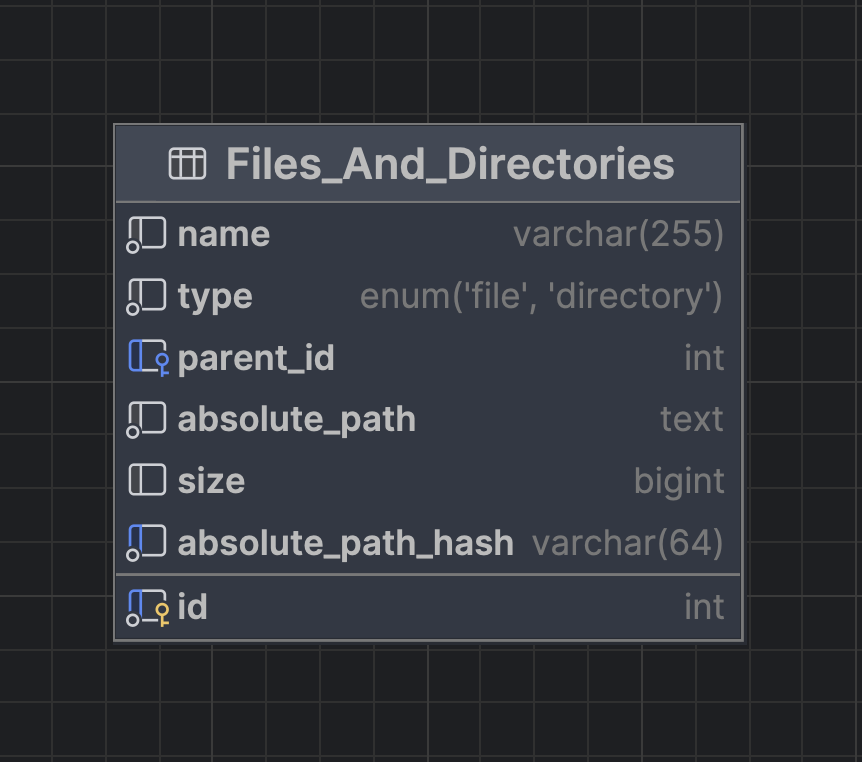 Files_And_Directories
name varchar(255)
type enum('file', 'directory')
parent_id int
absolute_path text
size bigint
absolute_path_hash varchar(64)
id int